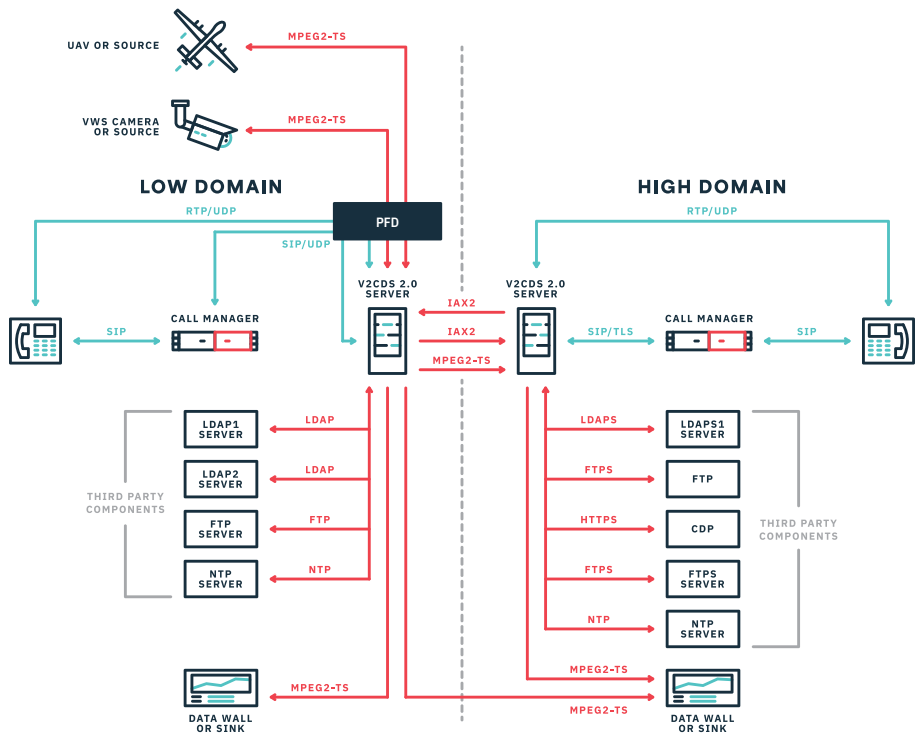 UAV OR SOURCE
MPEG2-TS
VWS CAMERA
OR SOURCE
MPEG2-TS
LOW DOMAIN
HIGH DOMAIN
RTP/UDP
PFD
RTP/UDP
SIP/UDP
V2CDS 2.0
SERVER
V2CDS 2.0
SERVER
CALL MANAGER
IAX2
CALL MANAGER
SIP
IAX2
SIP/TLS
SIP
MPEG2-TS
LDAP1
SERVER
LDAP
LDAPS
LDAPS1
SERVER
LDAP2
SERVER
LDAP
FTPS
FTP
THIRD PARTY
COMPONENTS
FTP
SERVER
FTP
HTTPS
CDP
THIRD PARTY
COMPONENTS
NTP
SERVER
NTP
FTPS
FTPS
SERVER
NTP
NTP
SERVER
MPEG2-TS
MPEG2-TS
MPEG2-TS
DATA WALL
OR SINK
DATA WALL
OR SINK